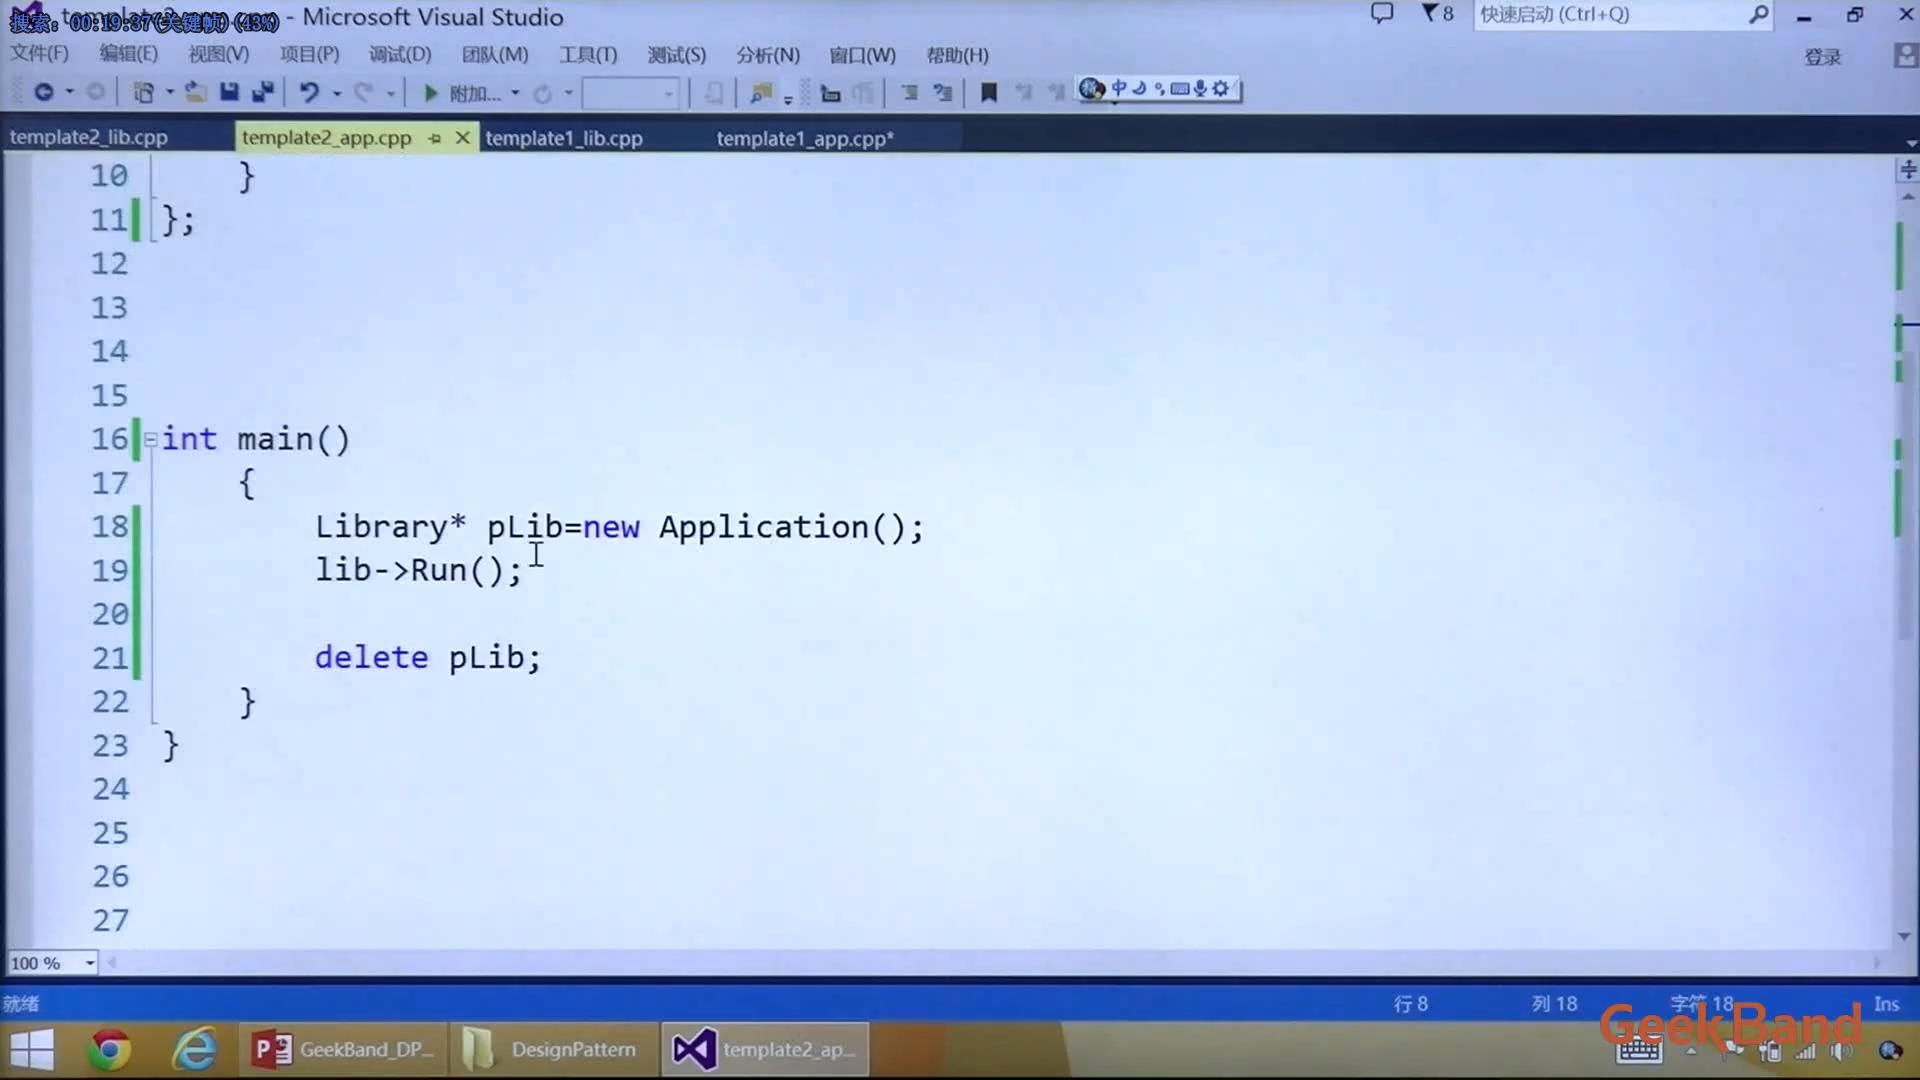 template2_app.cpp - Microsoft Visual Studio
搜索: 00:19:37(关键帧)(43%)
8
快速启动 (Ctrl+Q)
文件(F) 编辑(E) 视图(V) 项目(P) 调试(D) 团队(M) 工具(T) 测试(S) 分析(N) 窗口(W) 帮助(H)
登录
附加...
中
template2_lib.cpp template2_app.cpp template1_lib.cpp template1_app.cpp*
10 }
11 };
12
13
14
15
16 int main()
17 {
18 Library* pLib=new Application();
19 lib->Run();
20
21 delete pLib;
22 }
23 }
24
25
26
27
100 %
就绪
行 8
列 18
字符 18
Ins
GeekBand
GeekBand_DP_...
DesignPattern
template2_ap...